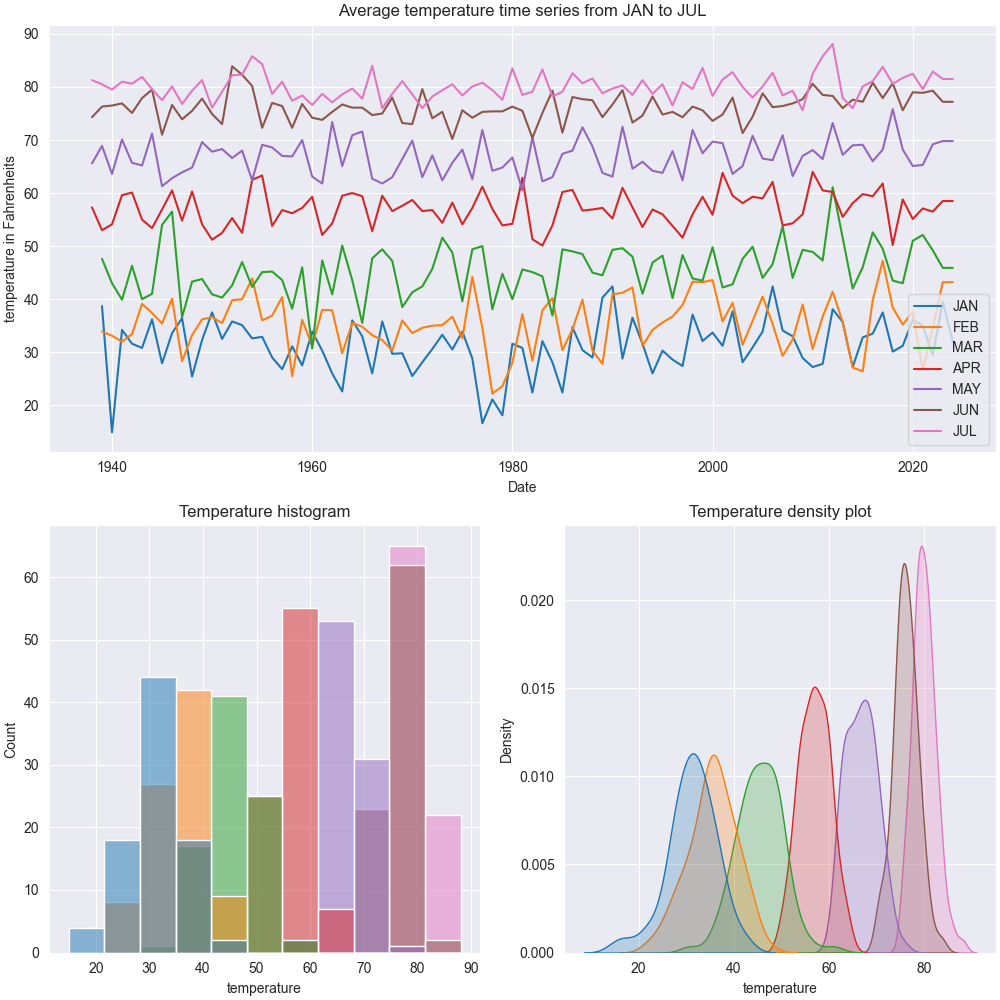 Average temperature time series from JAN to JUL
temperature in Fahrenheits
90
80
70
60
50
40
30
20
1940
1960
1980
2000
2020
Date
JAN
FEB
MAR
APR
MAY
JUN
JUL
Temperature histogram
Count
60
50
40
30
20
10
0
20
30
40
50
60
70
80
90
temperature
Temperature density plot
Density
0.020
0.015
0.010
0.005
0.000
20
40
60
80
temperature